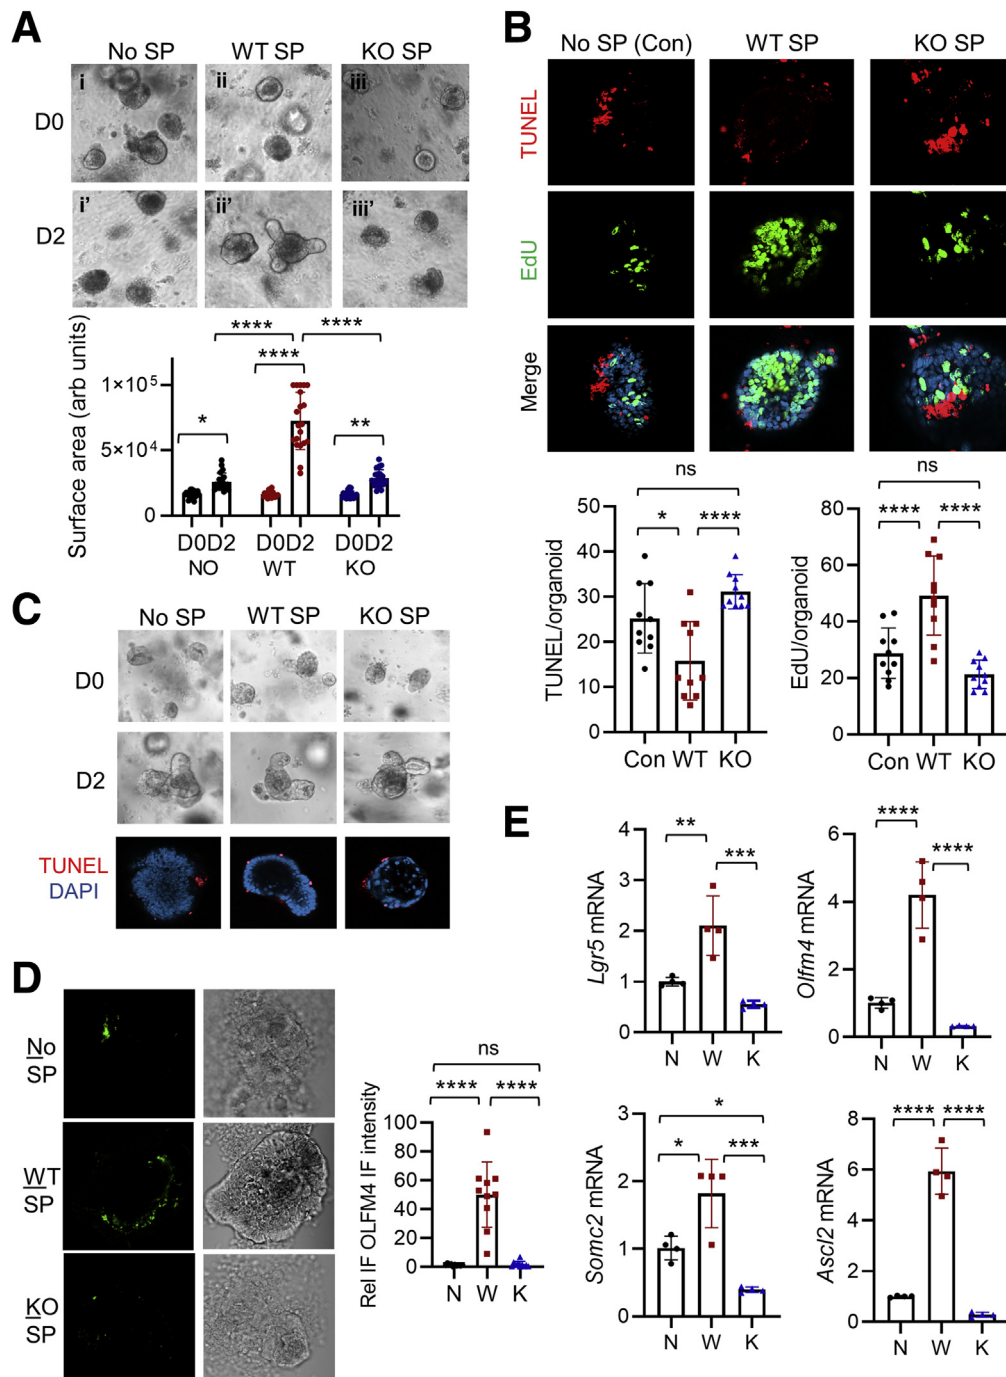 A
No SP WT SP KO SP
i ii iii
D0
i' ii' iii'
D2
**** ****
****
* **
Surface area (arb units)
1×10⁵
5×10⁴
0
D0D2 D0D2 D0D2
NO WT KO
B
No SP (Con) WT SP KO SP
TUNEL
EdU
Merge
ns
* ****
TUNEL/organoid
50
40
30
20
10
0
Con WT KO
ns
**** ****
EdU/organoid
80
60
40
20
0
Con WT KO
C
No SP WT SP KO SP
D0
D2
TUNEL
DAPI
D
No
SP
WT
SP
KO
SP
ns
**** ****
Rel IF OLFM4 IF intensity
100
80
60
40
20
0
N W K
E
** ***
Lgr5 mRNA
4
3
2
1
0
N W K
**** ****
Olfm4 mRNA
6
4
2
0
N W K
*
* ***
Somc2 mRNA
3
2
1
0
N W K
**** ****
Ascl2 mRNA
8
6
4
2
0
N W K